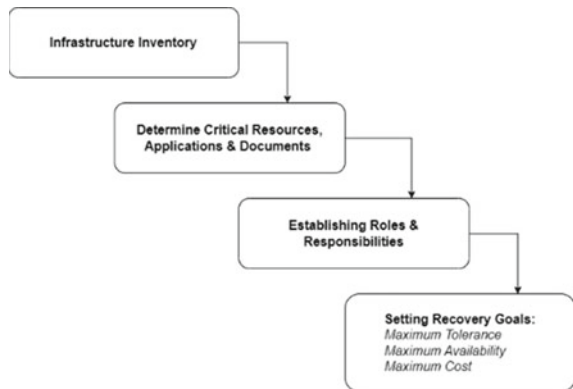 Infrastructure Inventory
Determine Critical Resources,
Applications & Documents
Establishing Roles &
Responsibilities
Setting Recovery Goals:
Maximum Tolerance
Maximum Availability
Maximum Cost